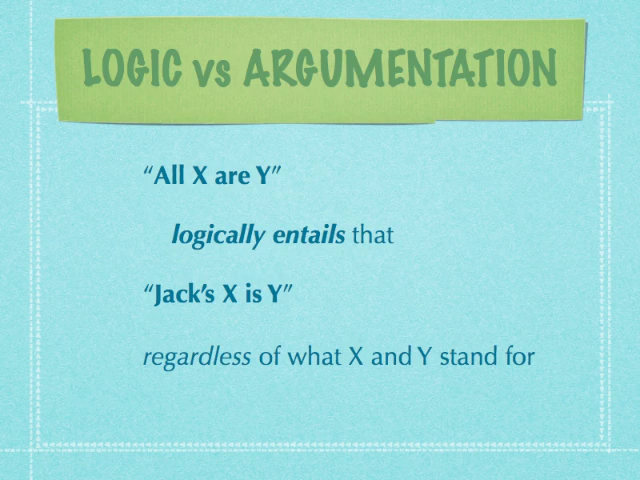 LOGIC vs ARGUMENTATION
“All X are Y”
logically entails that
“Jack’s X is Y”
regardless of what X and Y stand for